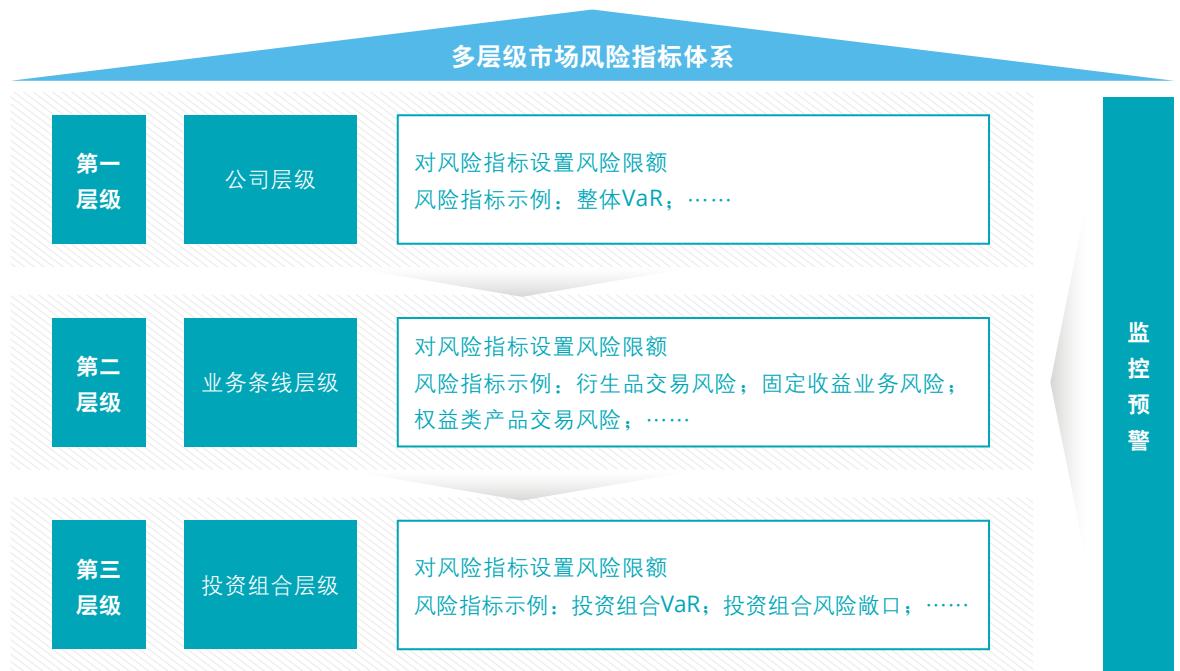 多层级市场风险指标体系
第一
层级
公司层级
对风险指标设置风险限额
风险指标示例：整体VaR；……
第二
层级
业务条线层级
对风险指标设置风险限额
风险指标示例：衍生品交易风险；固定收益业务风险；
权益类产品交易风险；……
第三
层级
投资组合层级
对风险指标设置风险限额
风险指标示例：投资组合VaR；投资组合风险敞口；……
监
控
预
警